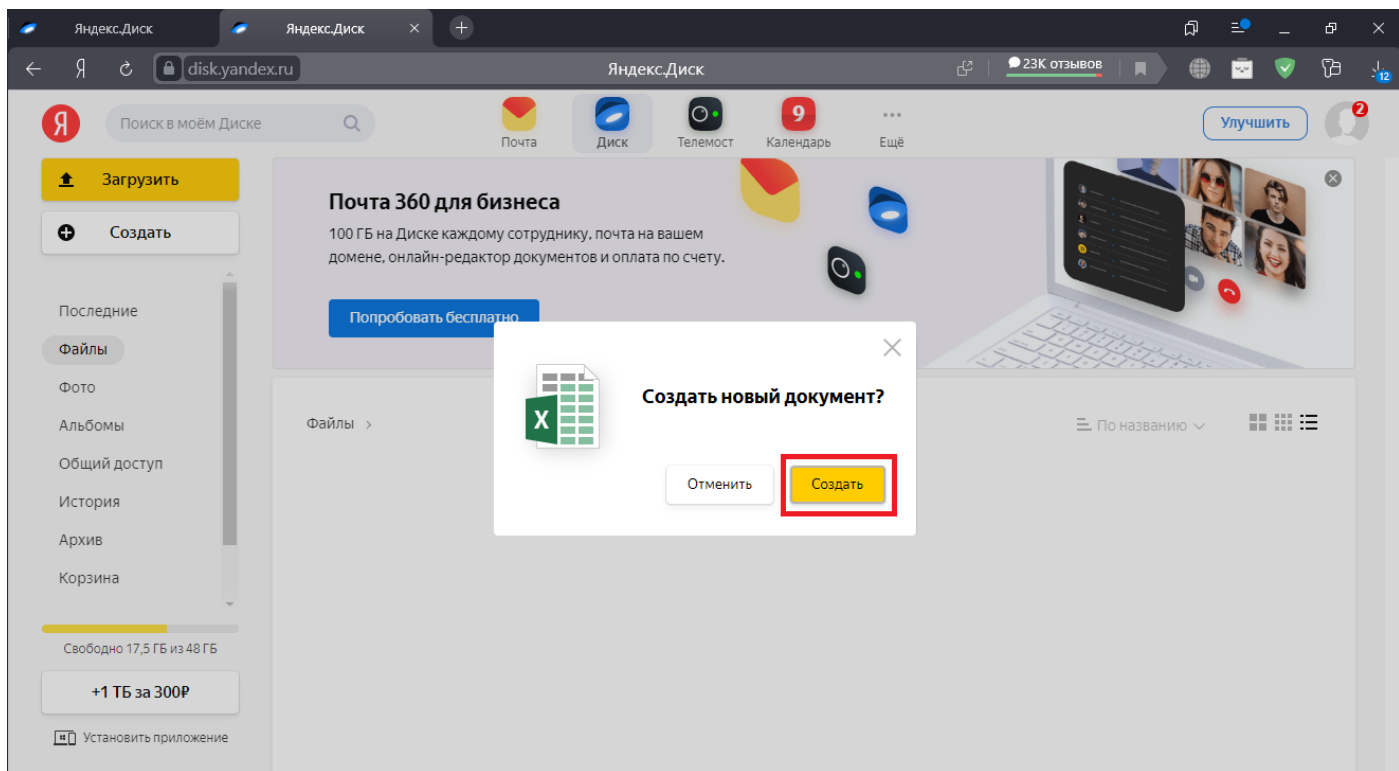 Яндекс.Диск
Яндекс.Диск
Я
disk.yandex.ru
Яндекс.Диск
23K отзывов
12
Я
Поиск в моём Диске
Почта
Диск
Телемост
9
Календарь
Ещё
Улучшить
2
Загрузить
Создать
Последние
Файлы
Фото
Альбомы
Общий доступ
История
Архив
Корзина
Свободно 17,5 ГБ из 48 ГБ
+1 ТБ за 300₽
Установить приложение
Почта 360 для бизнеса
100 ГБ на Диске каждому сотруднику, почта на вашем
домене, онлайн-редактор документов и оплата по счету.
Попробовать бесплатно
Файлы >
По названию
X
Создать новый документ?
Отменить
Создать